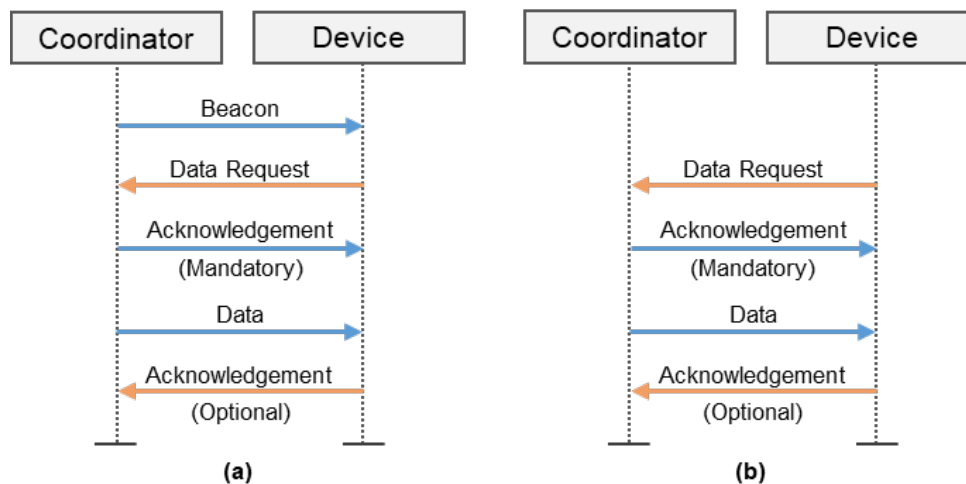 Coordinator
Device
Beacon
Data Request
Acknowledgement
(Mandatory)
Data
Acknowledgement
(Optional)
(a)
Coordinator
Device
Data Request
Acknowledgement
(Mandatory)
Data
Acknowledgement
(Optional)
(b)